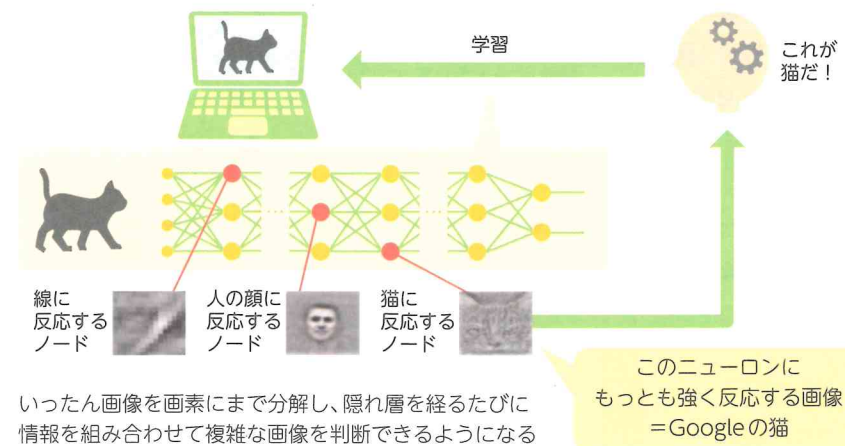 学習
これが
猫だ！
線に
反応する
ノード
人の顔に
反応する
ノード
猫に
反応する
ノード
このニューロンに
もっとも強く反応する画像
＝Googleの猫
いったん画像を画素にまで分解し、隠れ層を経るたびに
情報を組み合わせて複雑な画像を判断できるようになる